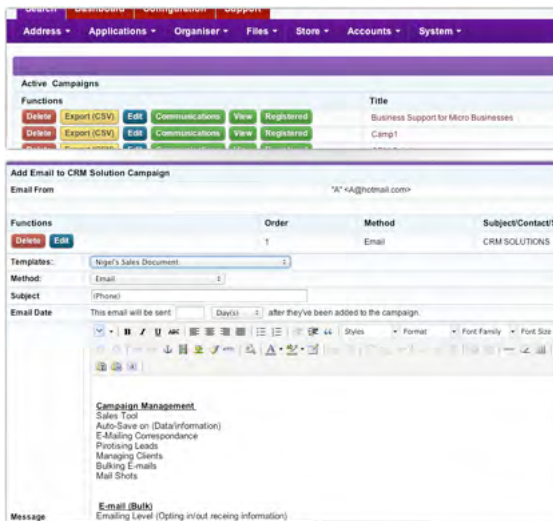 Search Dashboard Configuration Support
Address Applications Organiser Files Store Accounts System
Active Campaigns
Functions Title
Delete Export (CSV) Edit Communications View Registered Business Support for Micro Businesses
Delete Export (CSV) Edit Communications View Registered Camp1
Add Email to CRM Solution Campaign
Email From "A" <A@hotmail.com>
Functions Order Method Subject/Contact/
Delete Edit 1 Email CRM SOLUTIONS
Templates: Nigel's Sales Document
Method: Email
Subject (Phone)
Email Date This email will be sent Day(s) after they've been added to the campaign.
B I U ABC Styles Format Font Family Font Size
Campaign Management
Sales Tool
Auto-Save on (Data/information)
E-Mailing Correspondance
Pirotising Leads
Managing Clients
Bulking E-mails
Mail Shots
E-mail (Bulk)
Message Emailing Level (Opting in/out receing information)